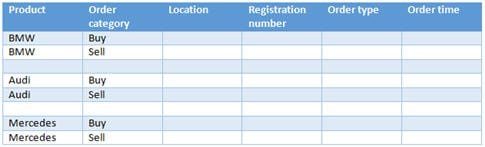 Product Order category Location Registration number Order type Order time
BMW Buy
BMW Sell
Audi Buy
Audi Sell
Mercedes Buy
Mercedes Sell